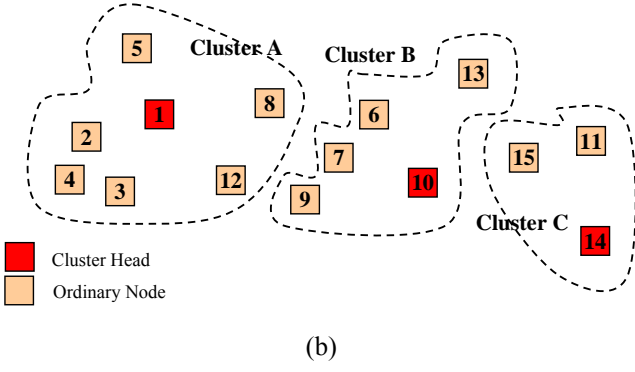 5
Cluster A
Cluster B
13
1
8
6
2
11
7
15
4
3
12
10
9
Cluster C
14
Cluster Head
Ordinary Node
(b)